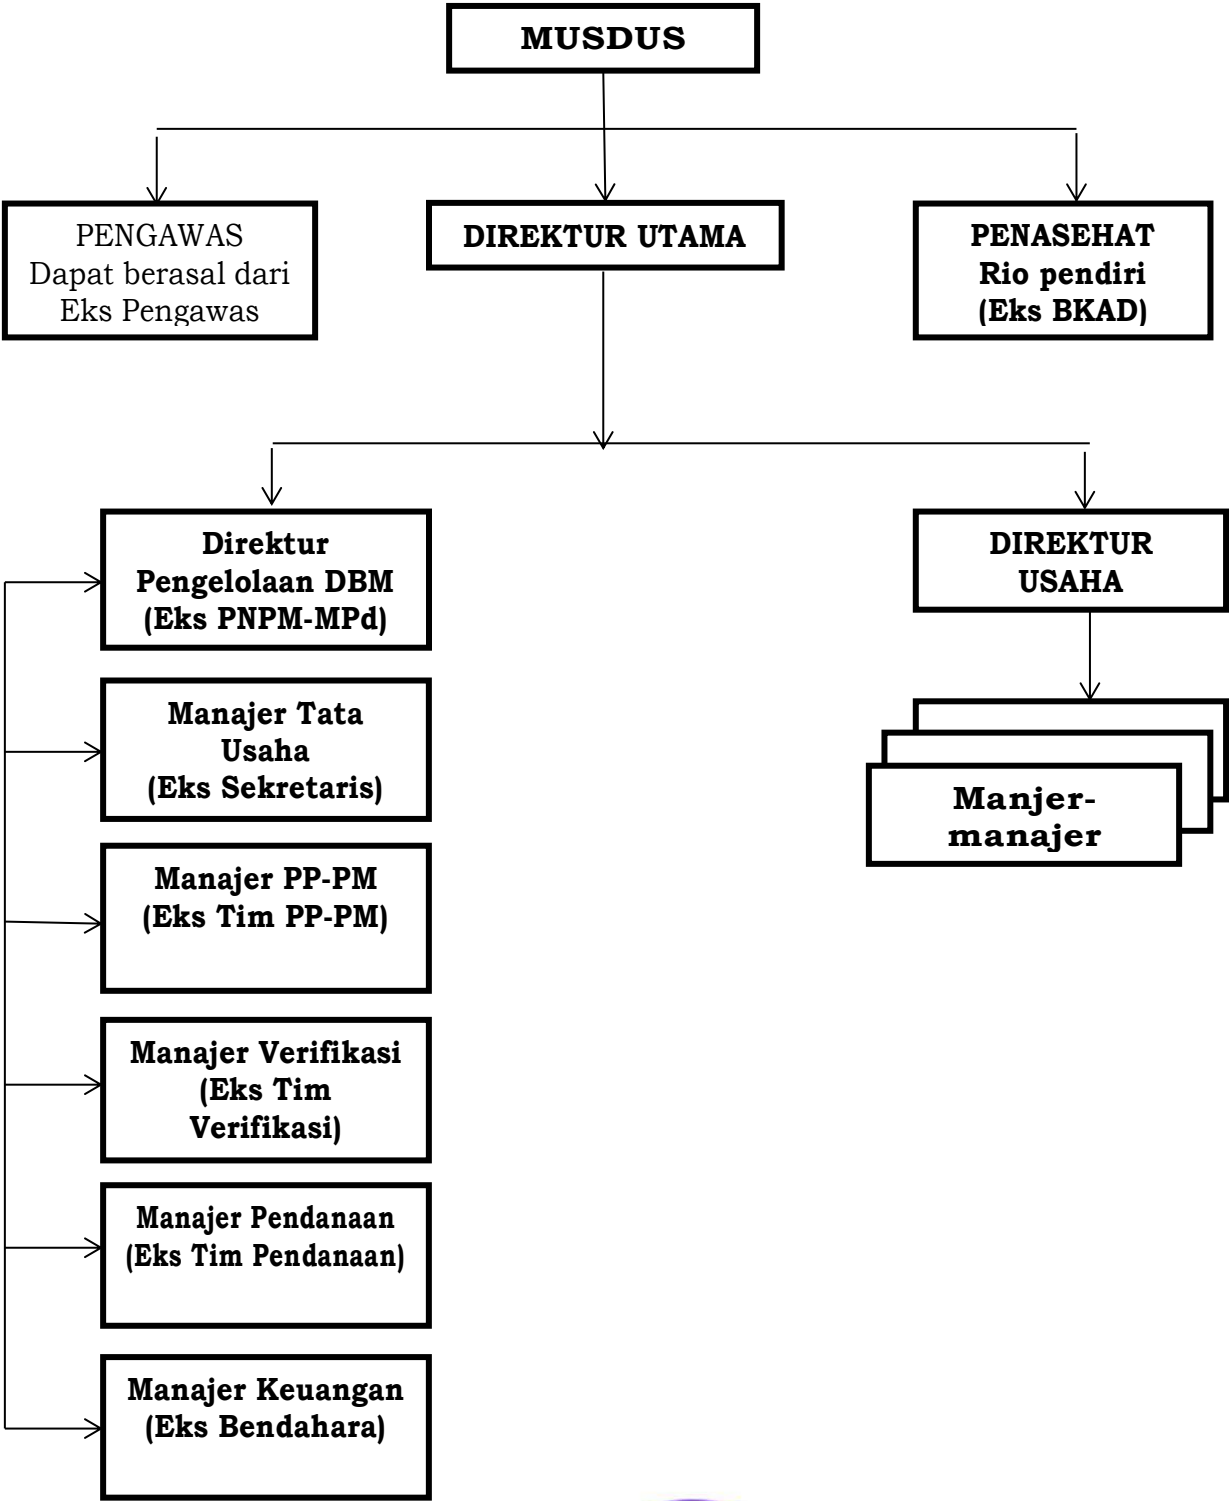 MUSDUS
PENGAWAS
Dapat berasal dari
Eks Pengawas
DIREKTUR UTAMA
PENASEHAT
Rio pendiri
(Eks BKAD)
Direktur
Pengelolaan DBM
(Eks PNPM-MPd)
DIREKTUR
USAHA
Manajer Tata
Usaha
(Eks Sekretaris)
Manjer-
manajer
Manajer PP-PM
(Eks Tim PP-PM)
Manajer Verifikasi
(Eks Tim
Verifikasi)
Manajer Pendanaan
(Eks Tim Pendanaan)
Manajer Keuangan
(Eks Bendahara)